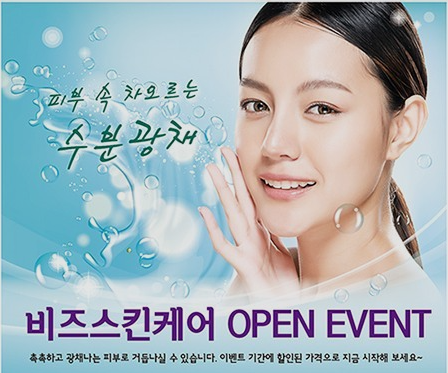 피부 속 차오르는
수분광채
비즈스킨케어 OPEN EVENT
촉촉하고 광채나는 피부로 거듭나실 수 있습니다. 이벤트 기간에 할인된 가격으로 지금 시작해 보세요~